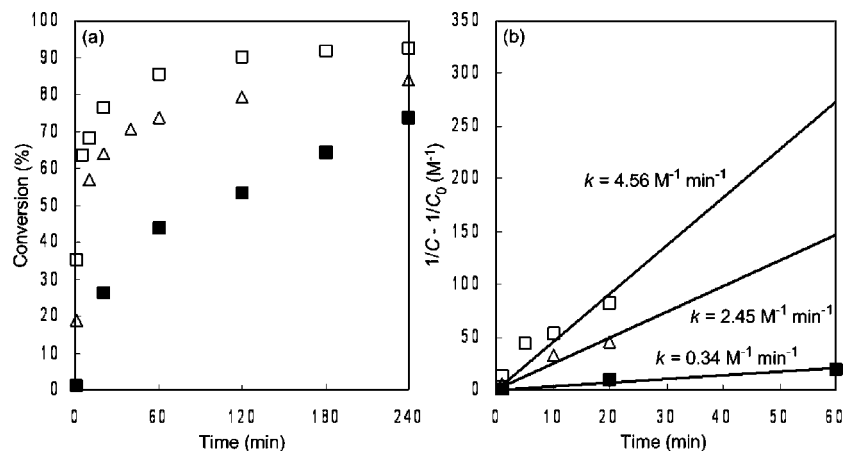 (a)
100
90
80
70
60
50
40
30
20
10
0
Conversion (%)
0 60 120 180 240
Time (min)
(b)
350
300
250
200
150
100
50
0
1/C - 1/C₀ (M⁻¹)
k = 4.56 M⁻¹ min⁻¹
k = 2.45 M⁻¹ min⁻¹
k = 0.34 M⁻¹ min⁻¹
0 10 20 30 40 50 60
Time (min)